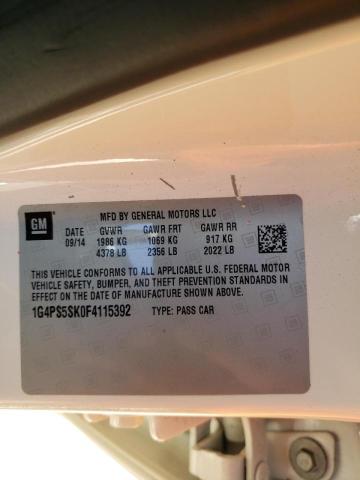 GM
MFD BY GENERAL MOTORS LLC
DATE GVWR GAWR FRT GAWR RR
09/14 1986 KG 1069 KG 917 KG
4378 LB 2356 LB 2022 LB
THIS VEHICLE CONFORMS TO ALL APPLICABLE U.S. FEDERAL MOTOR
VEHICLE SAFETY, BUMPER, AND THEFT PREVENTION STANDARDS IN
EFFECT ON THE DATE OF MANUFACTURE SHOWN ABOVE.
1G4PS5SK0F4115392 TYPE: PASS CAR